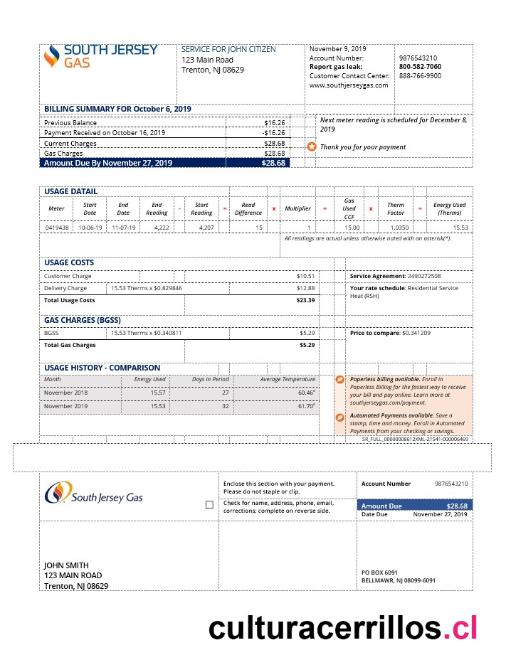 SOUTH JERSEY
GAS
SERVICE FOR JOHN CITIZEN
123 Main Road
Trenton, NJ 08629
November 9, 2019
Account Number: 9876543210
Report gas leak: 800-582-7060
Customer Contact Center: 888-766-9900
www.southjerseygas.com
BILLING SUMMARY FOR October 6, 2019
Previous Balance $16.26
Payment Received on October 16, 2019 -$16.26
Current Charges $28.68
Gas Charges $28.68
Amount Due By November 27, 2019 $28.68
Next meter reading is scheduled for December 8,
2019
Thank you for your payment
USAGE DATAIL
Meter Start Date End Date End Reading - Start Reading = Read Difference x Multiplier = Gas Used CCF x Therm Factor = Energy Used (Therms)
0419438 10-06-19 11-07-19 4,222 4,207 15 1 15.00 1.0350 15.53
All readings are actual unless otherwise noted with an asterisk(*).
USAGE COSTS
Customer Charge $10.51
Delivery Charge 15.53 Therms x $0.829846 $12.88
Total Usage Costs $23.39
Service Agreement: 2490272508
Your rate schedule: Residential Service
Heat (RSH)
GAS CHARGES (BGSS)
BGSS 15.53 Therms x $0.340811 $5.29
Total Gas Charges $5.29
Price to compare: $0.341209
USAGE HISTORY - COMPARISON
Month Energy Used Days in Period Average Temperature
November 2018 15.57 27 60.46°
November 2019 15.53 32 61.70°
Paperless billing available. Enroll in
Paperless Billing for the fastest way to receive
your bill and pay online. Learn more at
southjerseygas.com/payment.
Automated Payments available. Save a
stamp, time and money. Enroll in Automated
Payments from your checking or savings.
South Jersey Gas
Enclose this section with your payment.
Please do not staple or clip.
Check for name, address, phone, email,
corrections: complete on reverse side.
Account Number 9876543210
Amount Due $28.68
Date Due November 27, 2019
JOHN SMITH
123 MAIN ROAD
Trenton, NJ 08629
PO BOX 6091
BELLMAWR, NJ 08099-6091
culturacerrillos.cl